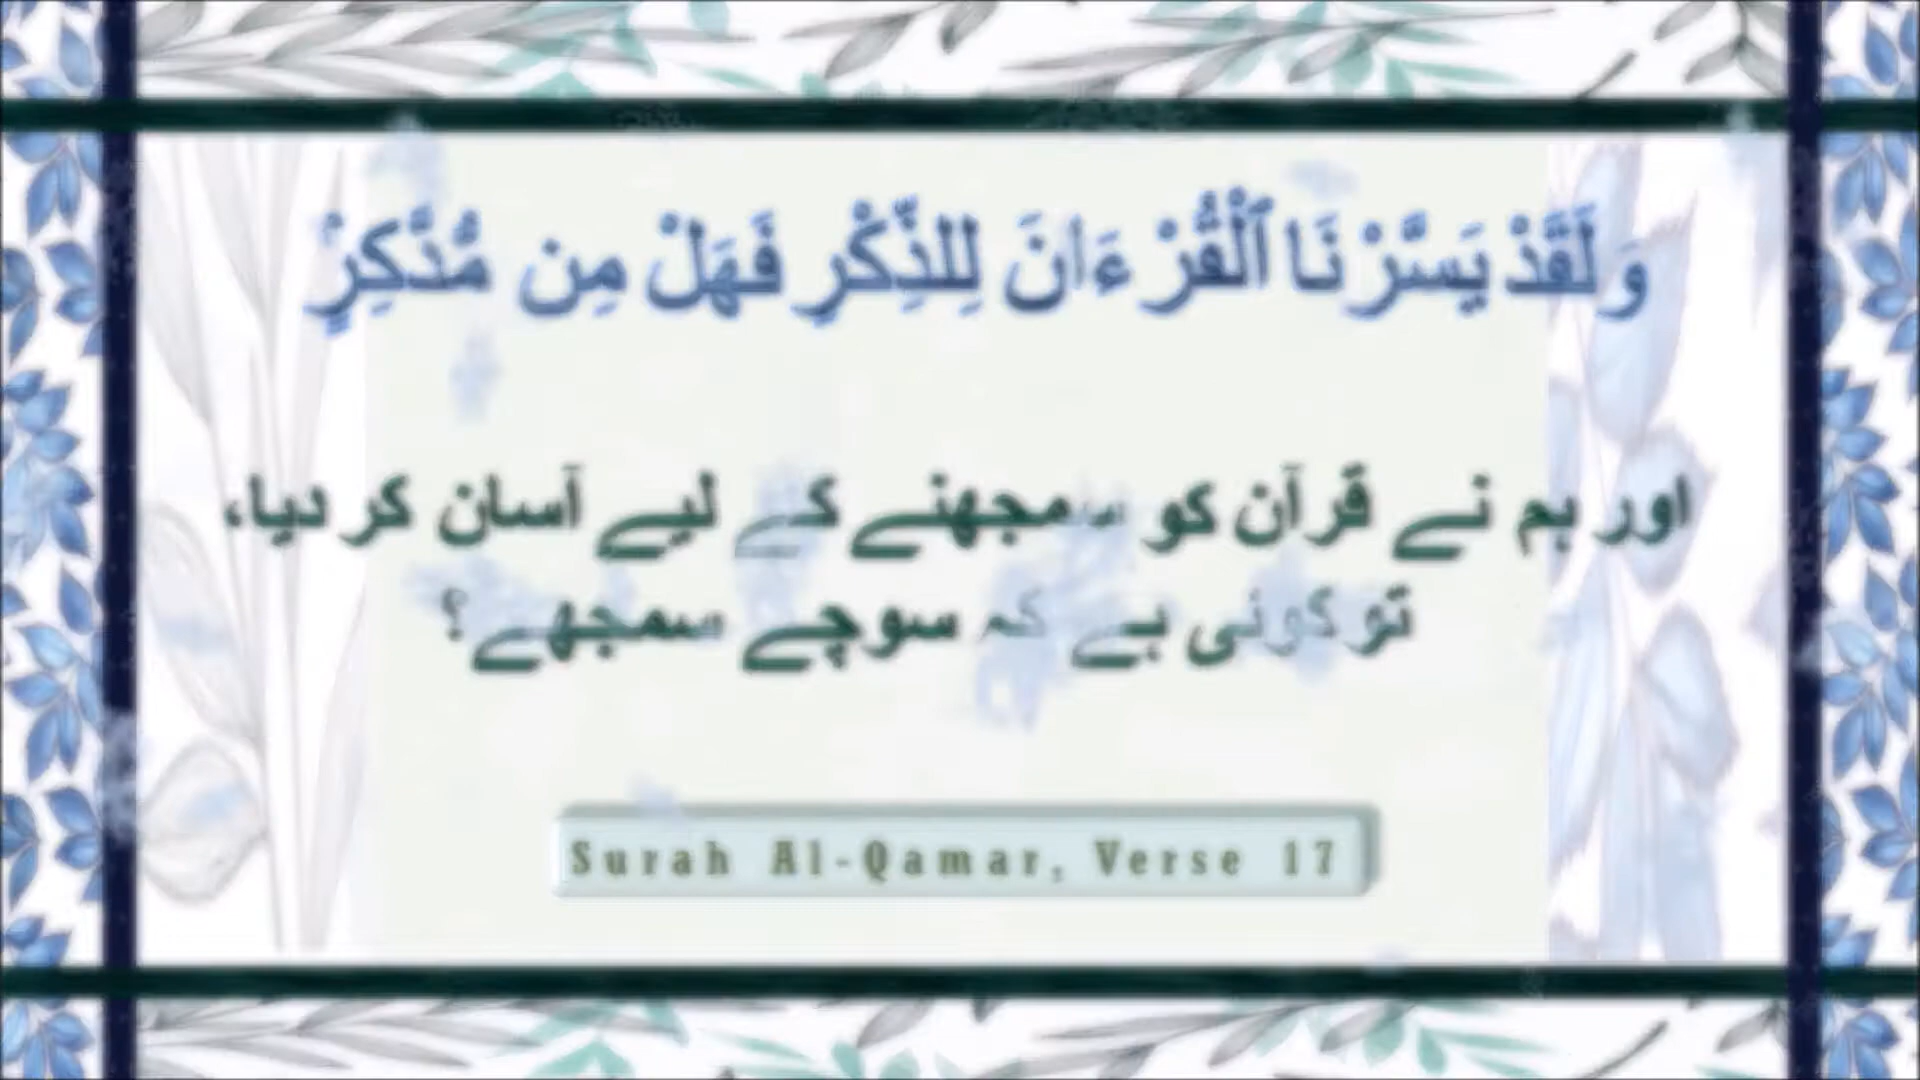 وَلَقَدْ يَسَّرْنَا ٱلْقُرْءَانَ لِلذِّكْرِ فَهَلْ مِن مُّدَّكِرٍۢ
اور ہم نے قرآن کو سمجھنے کے لیے آسان کر دیا،
تو کوئی ہے کہ سوچے سمجھے؟
Surah Al-Qamar, Verse 17